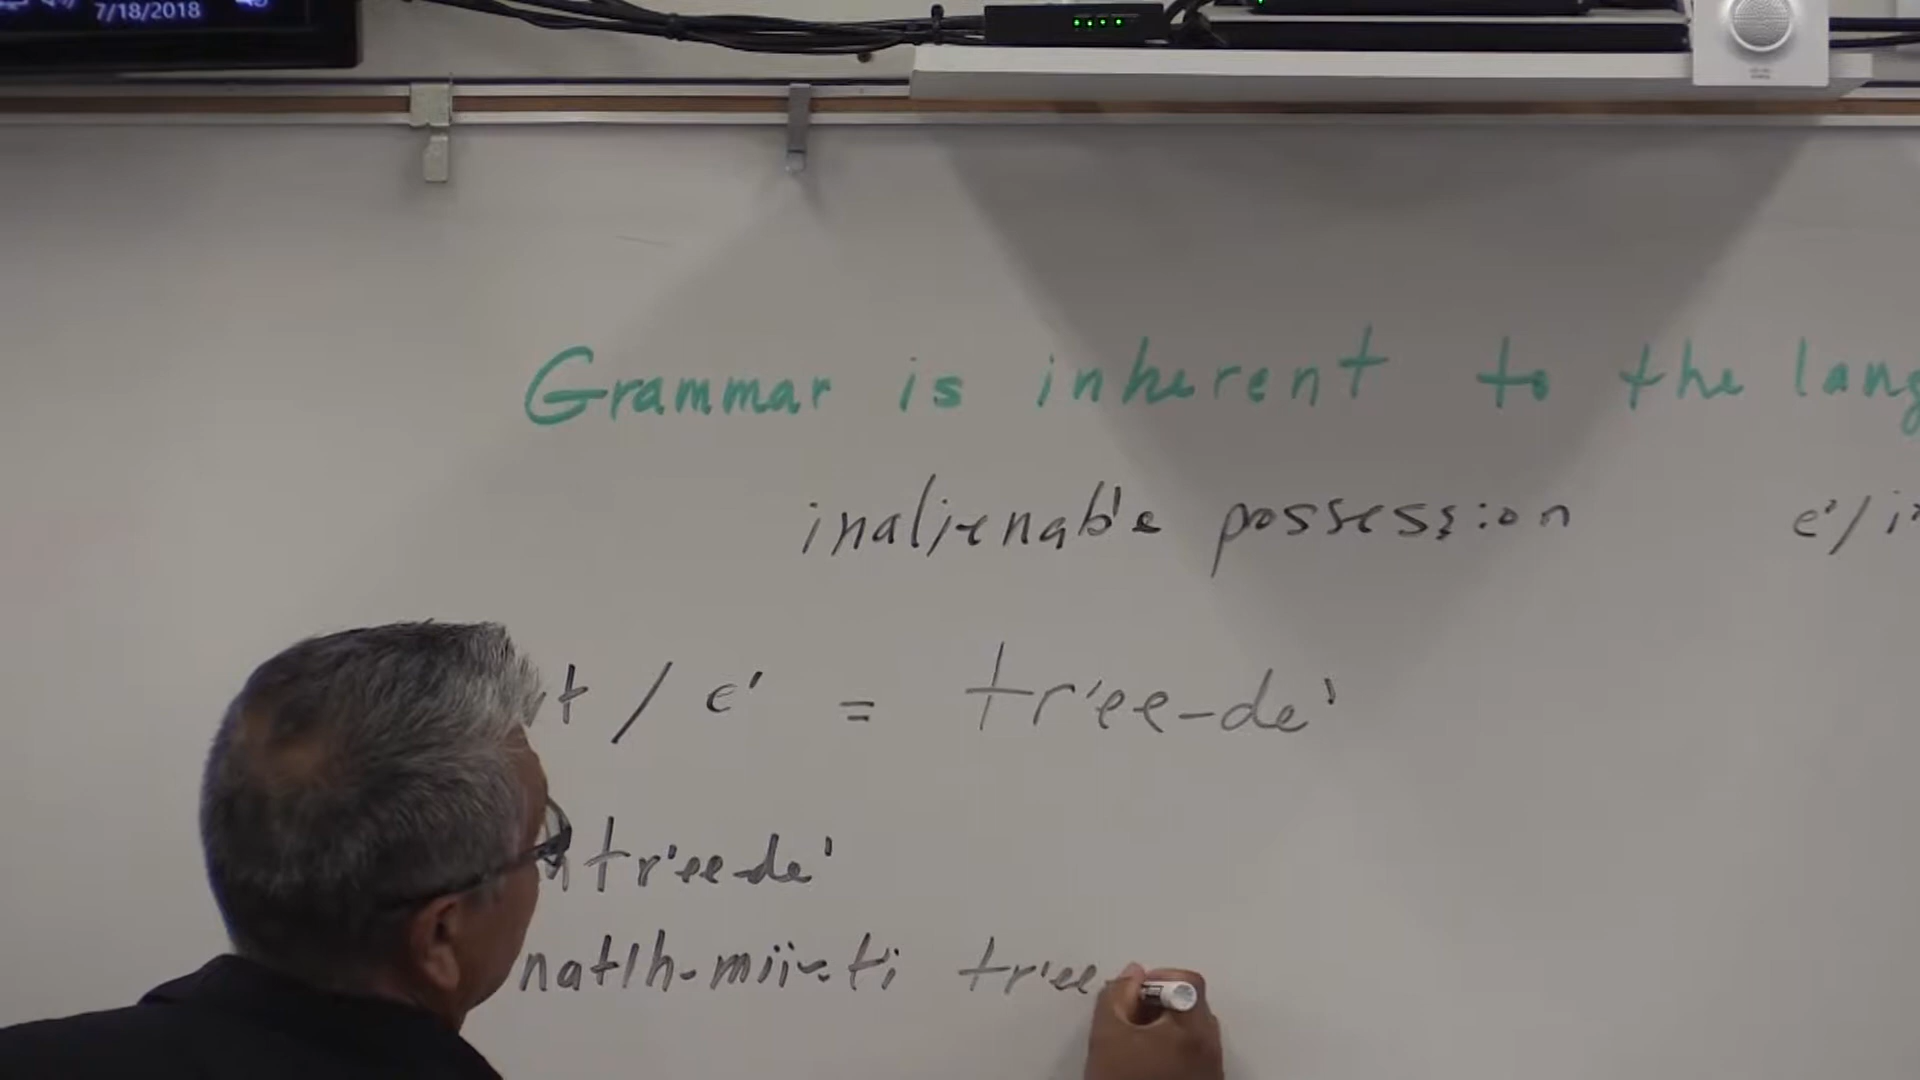 7/18/2018
Grammar is inherent to the lang
inalienable possession e'/i'
t / e' = tr'ee-de'
tr'ee-de'
natlh-mii-ti tr'ee-